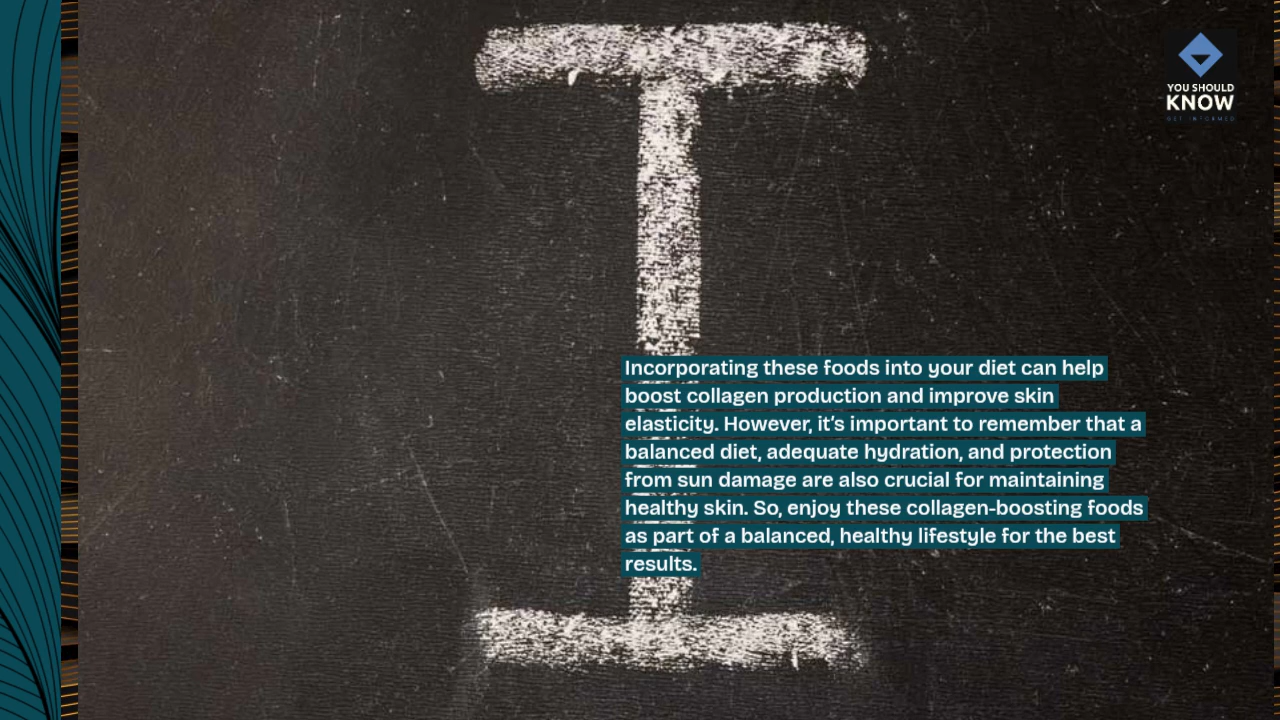 I
YOU SHOULD
KNOW
GET INFORMED
Incorporating these foods into your diet can help
boost collagen production and improve skin
elasticity. However, it’s important to remember that a
balanced diet, adequate hydration, and protection
from sun damage are also crucial for maintaining
healthy skin. So, enjoy these collagen-boosting foods
as part of a balanced, healthy lifestyle for the best
results.